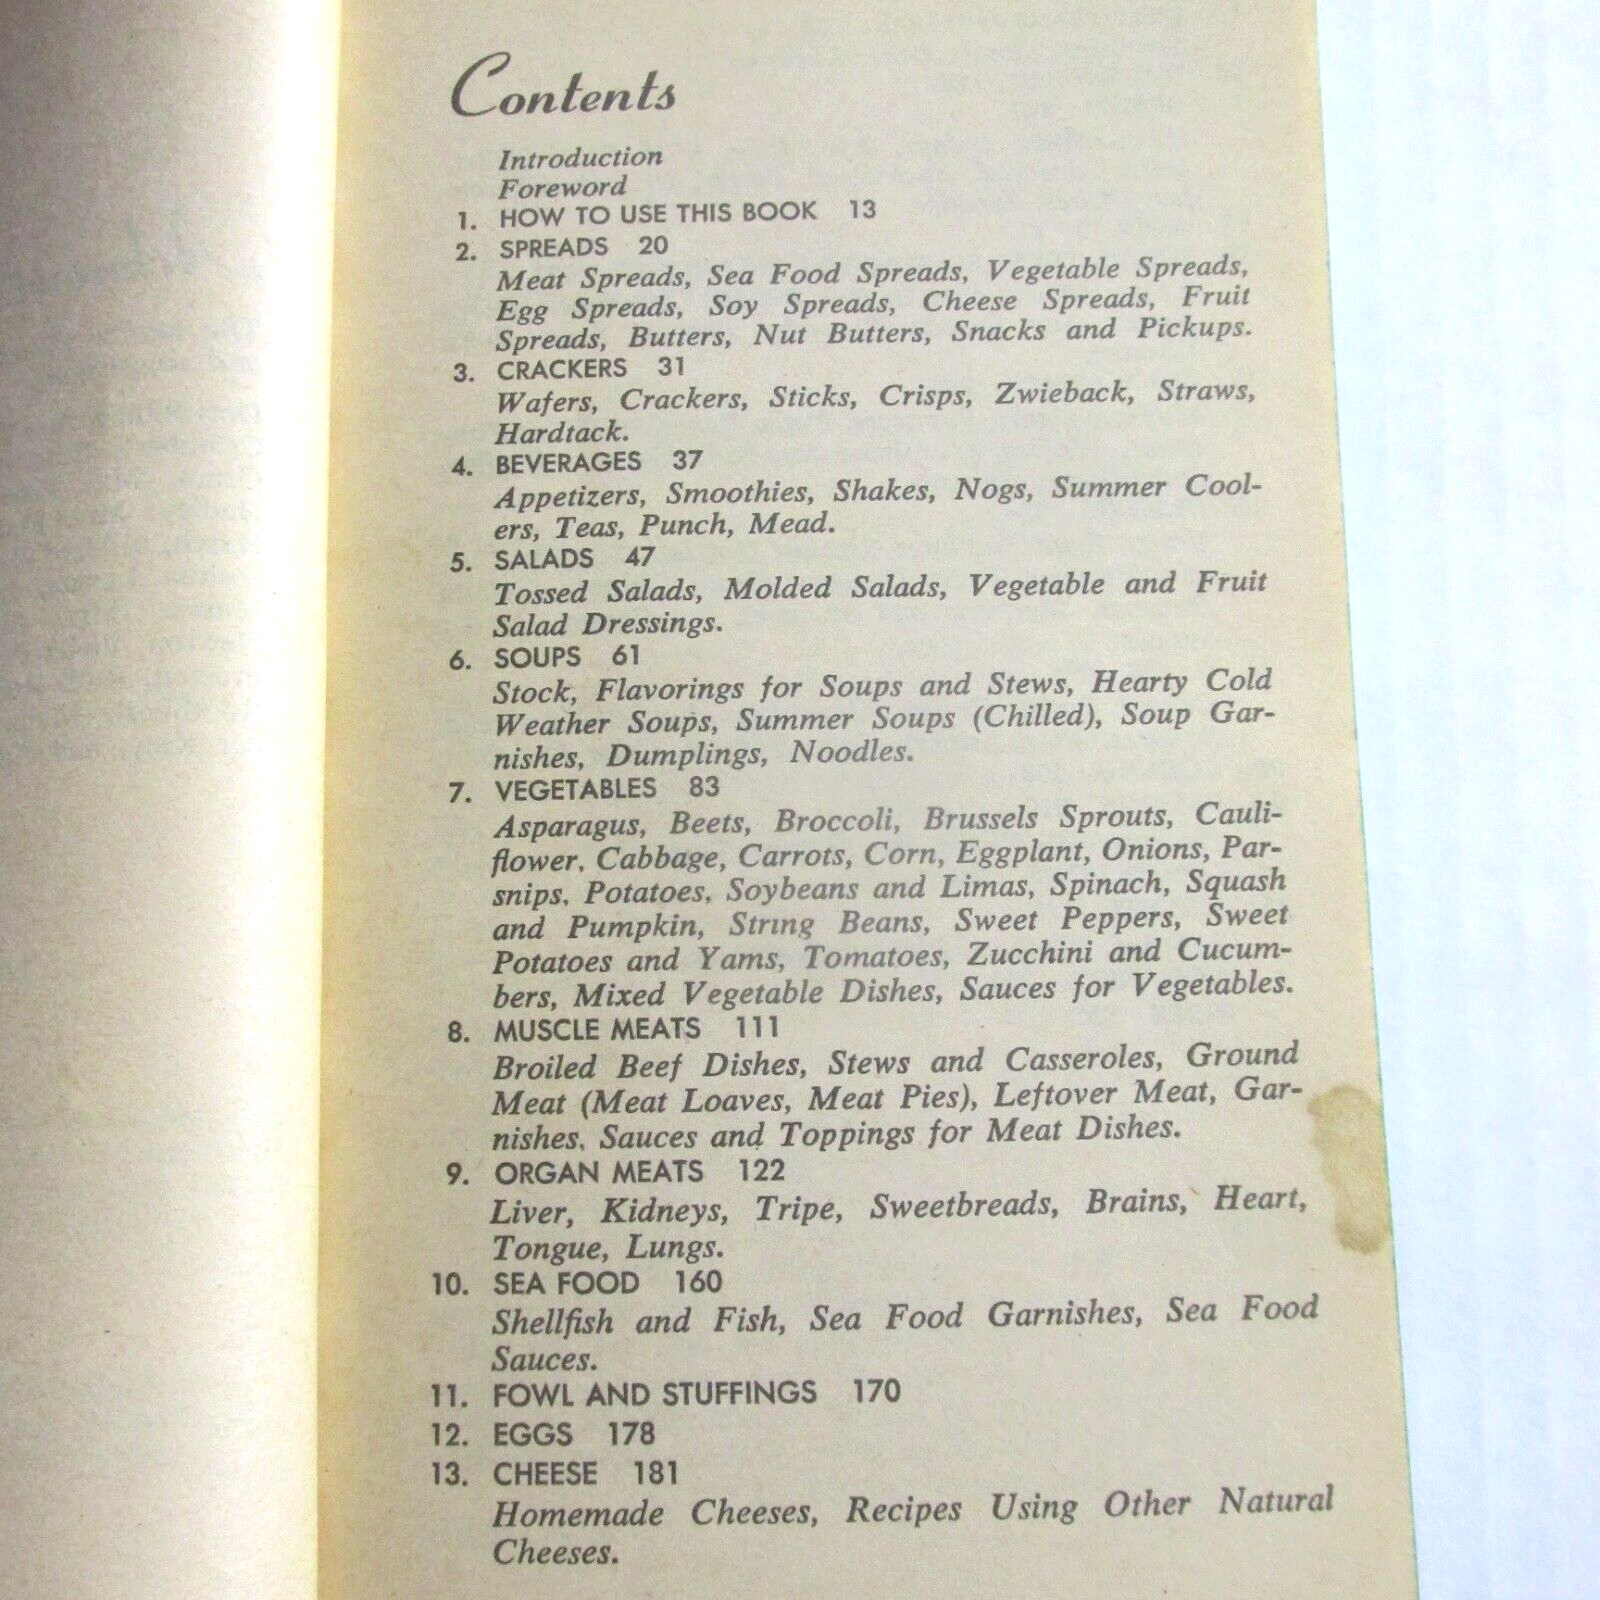 Contents
Introduction
Foreword
1. HOW TO USE THIS BOOK 13
2. SPREADS 20
Meat Spreads, Sea Food Spreads, Vegetable Spreads,
Egg Spreads, Soy Spreads, Cheese Spreads, Fruit
Spreads, Butters, Nut Butters, Snacks and Pickups.
3. CRACKERS 31
Wafers, Crackers, Sticks, Crisps, Zwieback, Straws,
Hardtack.
4. BEVERAGES 37
Appetizers, Smoothies, Shakes, Nogs, Summer Cool-
ers, Teas, Punch, Mead.
5. SALADS 47
Tossed Salads, Molded Salads, Vegetable and Fruit
Salad Dressings.
6. SOUPS 61
Stock, Flavorings for Soups and Stews, Hearty Cold
Weather Soups, Summer Soups (Chilled), Soup Gar-
nishes, Dumplings, Noodles.
7. VEGETABLES 83
Asparagus, Beets, Broccoli, Brussels Sprouts, Cauli-
flower, Cabbage, Carrots, Corn, Eggplant, Onions, Par-
snips, Potatoes, Soybeans and Limas, Spinach, Squash
and Pumpkin, String Beans, Sweet Peppers, Sweet
Potatoes and Yams, Tomatoes, Zucchini and Cucum-
bers, Mixed Vegetable Dishes, Sauces for Vegetables.
8. MUSCLE MEATS 111
Broiled Beef Dishes, Stews and Casseroles, Ground
Meat (Meat Loaves, Meat Pies), Leftover Meat, Gar-
nishes, Sauces and Toppings for Meat Dishes.
9. ORGAN MEATS 122
Liver, Kidneys, Tripe, Sweetbreads, Brains, Heart,
Tongue, Lungs.
10. SEA FOOD 160
Shellfish and Fish, Sea Food Garnishes, Sea Food
Sauces.
11. FOWL AND STUFFINGS 170
12. EGGS 178
13. CHEESE 181
Homemade Cheeses, Recipes Using Other Natural
Cheeses.